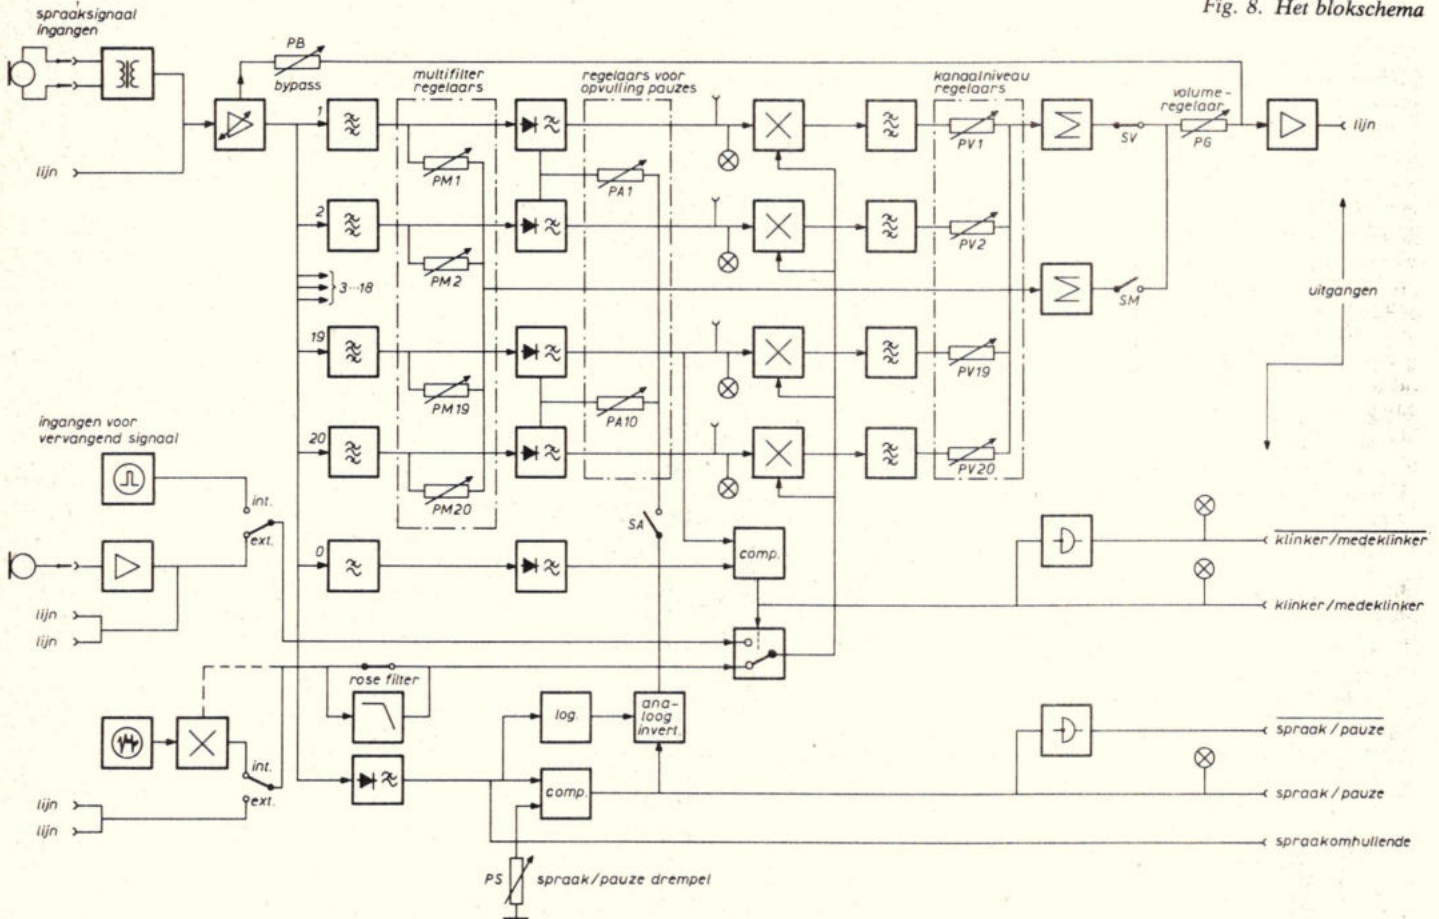 Fig. 8. Het blokschema
spraaksignaal
ingangen
PB
bypass
multifilter
regelaars
regelaars voor
opvulling pauzes
kanaalniveau
regelaars
volume-
regelaar
1
PM1
PA1
PV1
SV
PG
lijn
lijn
2
PM2
PV2
3...18
SM
uitgangen
19
PM19
PA10
PV19
ingangen voor
vervangend signaal
20
PM20
PV20
int.
ext.
SA
0
comp.
klinker/medeklinker
klinker/medeklinker
lijn
lijn
rose filter
log.
ana-
loog
invert.
spraak/pauze
int.
ext.
comp.
spraak/pauze
lijn
lijn
spraakomhullende
PS
spraak/pauze drempel